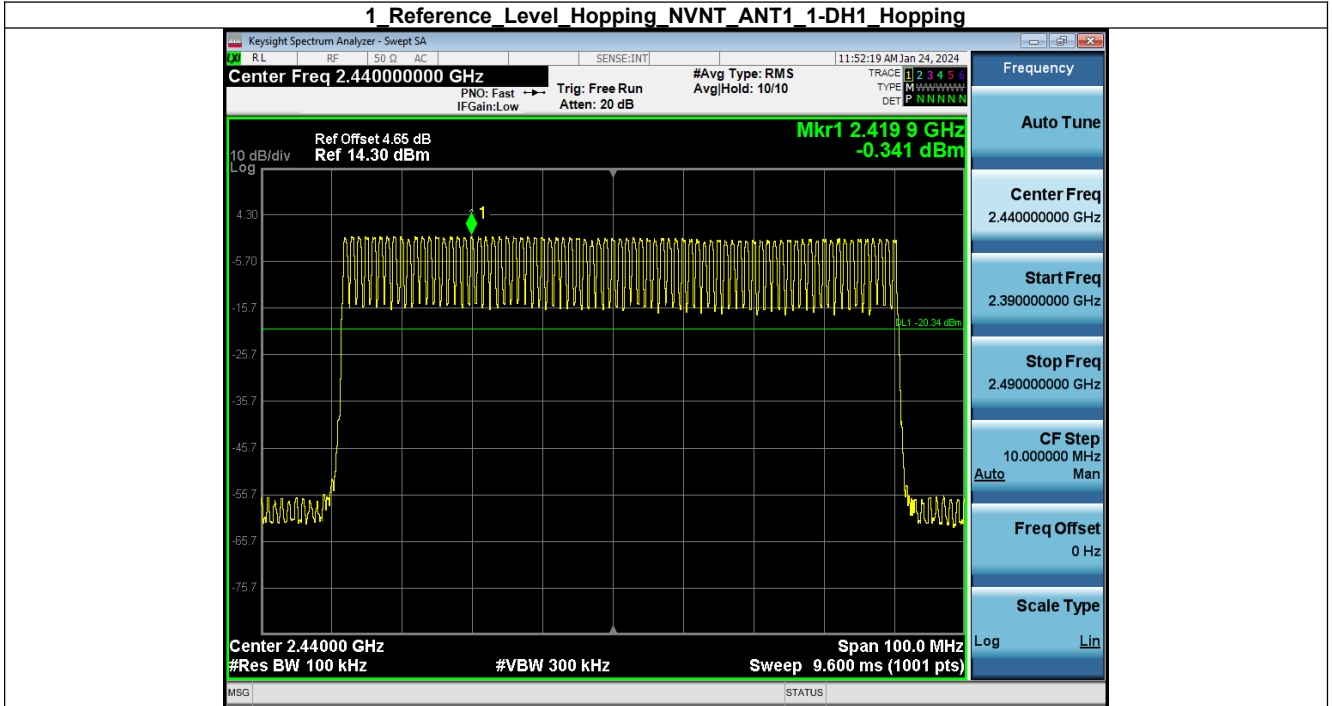 1_Reference_Level_Hopping_NVNT_ANT1_1-DH1_Hopping
Keysight Spectrum Analyzer - Swept SA
LXI RL RF 50 Ω AC SENSE:INT 11:52:19 AM Jan 24, 2024
Center Freq 2.440000000 GHz
PNO: Fast
IFGain:Low
Trig: Free Run
Atten: 20 dB
#Avg Type: RMS
Avg|Hold: 10/10
TRACE 1 2 3 4 5 6
TYPE M W W W W W
DET P N N N N N
Mkr1 2.419 9 GHz
-0.341 dBm
Ref Offset 4.65 dB
10 dB/div Ref 14.30 dBm
Log
1
4.30
-5.70
-15.7
DL1 -20.34 dBm
-25.7
-35.7
-45.7
-55.7
-65.7
-75.7
Center 2.44000 GHz Span 100.0 MHz
#Res BW 100 kHz #VBW 300 kHz Sweep 9.600 ms (1001 pts)
MSG STATUS
Frequency
Auto Tune
Center Freq
2.440000000 GHz
Start Freq
2.390000000 GHz
Stop Freq
2.490000000 GHz
CF Step
10.000000 MHz
Auto Man
Freq Offset
0 Hz
Scale Type
Log Lin